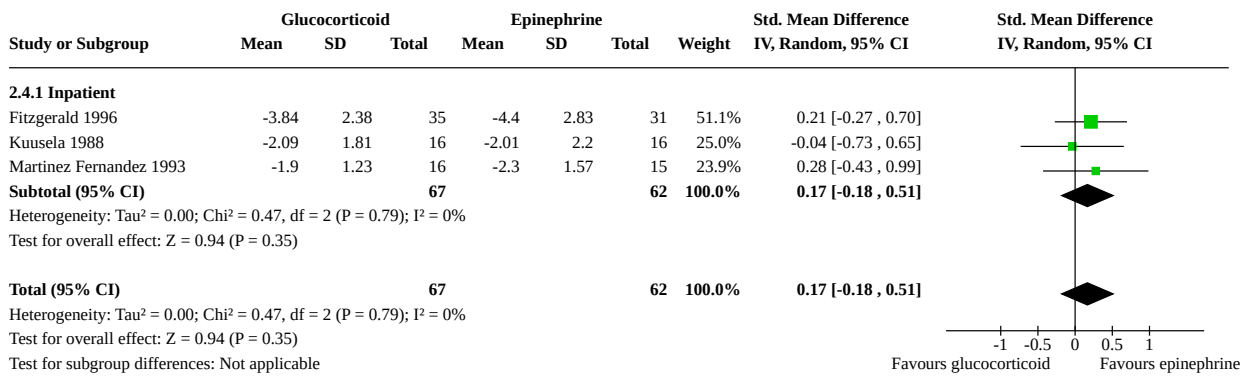 Glucocorticoid Epinephrine Std. Mean Difference Std. Mean Difference
Study or Subgroup Mean SD Total Mean SD Total Weight IV, Random, 95% CI IV, Random, 95% CI
2.4.1 Inpatient
Fitzgerald 1996 -3.84 2.38 35 -4.4 2.83 31 51.1% 0.21 [-0.27 , 0.70]
Kuusela 1988 -2.09 1.81 16 -2.01 2.2 16 25.0% -0.04 [-0.73 , 0.65]
Martinez Fernandez 1993 -1.9 1.23 16 -2.3 1.57 15 23.9% 0.28 [-0.43 , 0.99]
Subtotal (95% CI) 67 62 100.0% 0.17 [-0.18 , 0.51]
Heterogeneity: Tau² = 0.00; Chi² = 0.47, df = 2 (P = 0.79); I² = 0%
Test for overall effect: Z = 0.94 (P = 0.35)
Total (95% CI) 67 62 100.0% 0.17 [-0.18 , 0.51]
Heterogeneity: Tau² = 0.00; Chi² = 0.47, df = 2 (P = 0.79); I² = 0%
Test for overall effect: Z = 0.94 (P = 0.35) -1 -0.5 0 0.5 1
Test for subgroup differences: Not applicable Favours glucocorticoid Favours epinephrine